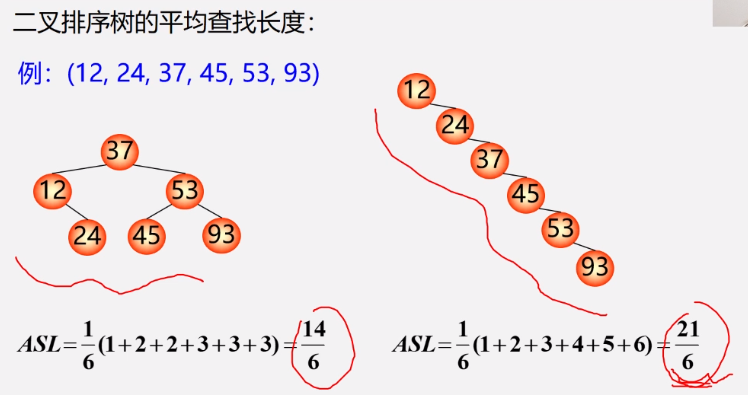 二叉排序树的平均查找长度：
例：(12, 24, 37, 45, 53, 93)
37
12 53
24 45 93
12
24
37
45
53
93
ASL=1/6(1+2+2+3+3+3)=14/6
ASL=1/6(1+2+3+4+5+6)=21/6